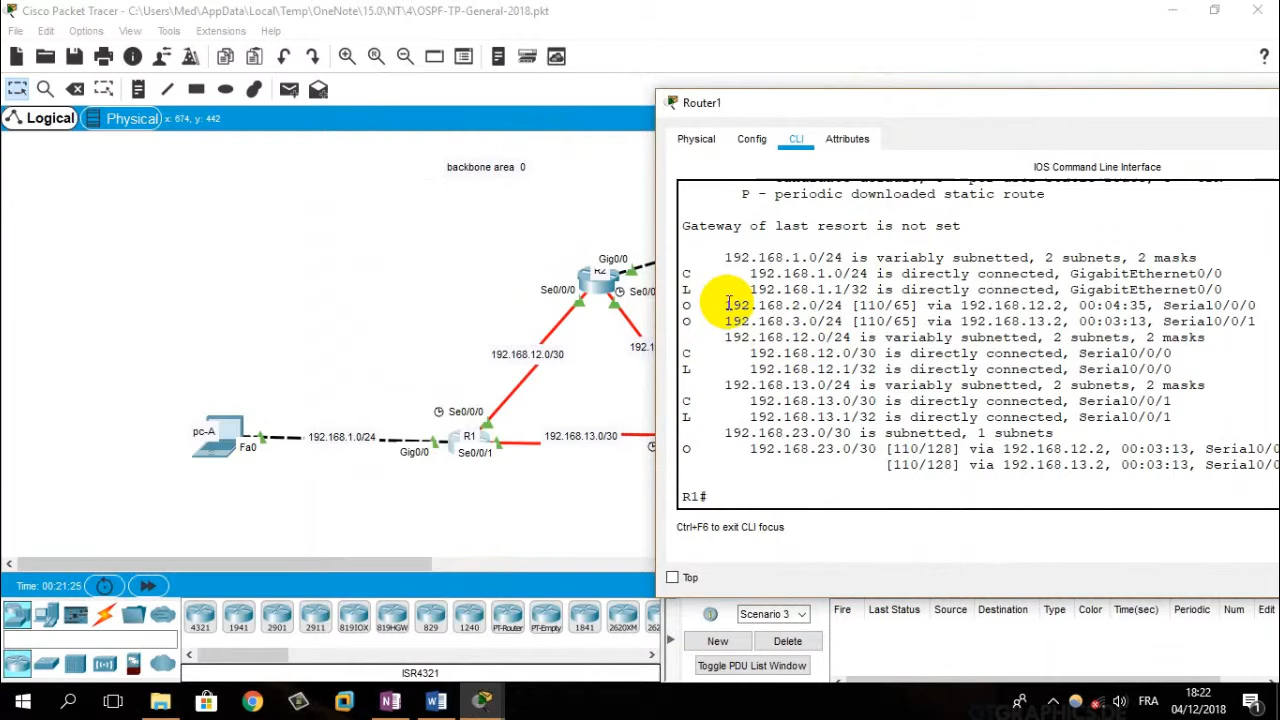 Cisco Packet Tracer - C:\Users\Med\AppData\Local\Temp\OneNote\15.0\NT\4\OSPF-TP-General-2018.pkt
File Edit Options View Tools Extensions Help
Logical Physical x: 674, y: 442
backbone area 0
Gig0/0
R2
Se0/0/0
Se0/
192.168.12.0/30
192.1
Se0/0/0
pc-A
Fa0
192.168.1.0/24
Gig0/0
R1
Se0/0/1
192.168.13.0/30
Router1
Physical Config CLI Attributes
IOS Command Line Interface
P - periodic downloaded static route
Gateway of last resort is not set
192.168.1.0/24 is variably subnetted, 2 subnets, 2 masks
C 192.168.1.0/24 is directly connected, GigabitEthernet0/0
L 192.168.1.1/32 is directly connected, GigabitEthernet0/0
O 192.168.2.0/24 [110/65] via 192.168.12.2, 00:04:35, Serial0/0/0
O 192.168.3.0/24 [110/65] via 192.168.13.2, 00:03:13, Serial0/0/1
192.168.12.0/24 is variably subnetted, 2 subnets, 2 masks
C 192.168.12.0/30 is directly connected, Serial0/0/0
L 192.168.12.1/32 is directly connected, Serial0/0/0
192.168.13.0/24 is variably subnetted, 2 subnets, 2 masks
C 192.168.13.0/30 is directly connected, Serial0/0/1
L 192.168.13.1/32 is directly connected, Serial0/0/1
192.168.23.0/30 is subnetted, 1 subnets
O 192.168.23.0/30 [110/128] via 192.168.12.2, 00:03:13, Serial0/0
[110/128] via 192.168.13.2, 00:03:13, Serial0/
R1#
Ctrl+F6 to exit CLI focus
Top
Time: 00:21:25
4321 1941 2901 2911 819IOX 819HGW 829 1240 PT-Router PT-Empty 1841 2620XM 262
ISR4321
Scenario 3
New Delete
Toggle PDU List Window
Fire Last Status Source Destination Type Color Time(sec) Periodic Num Edit
FRA
18:22
04/12/2018